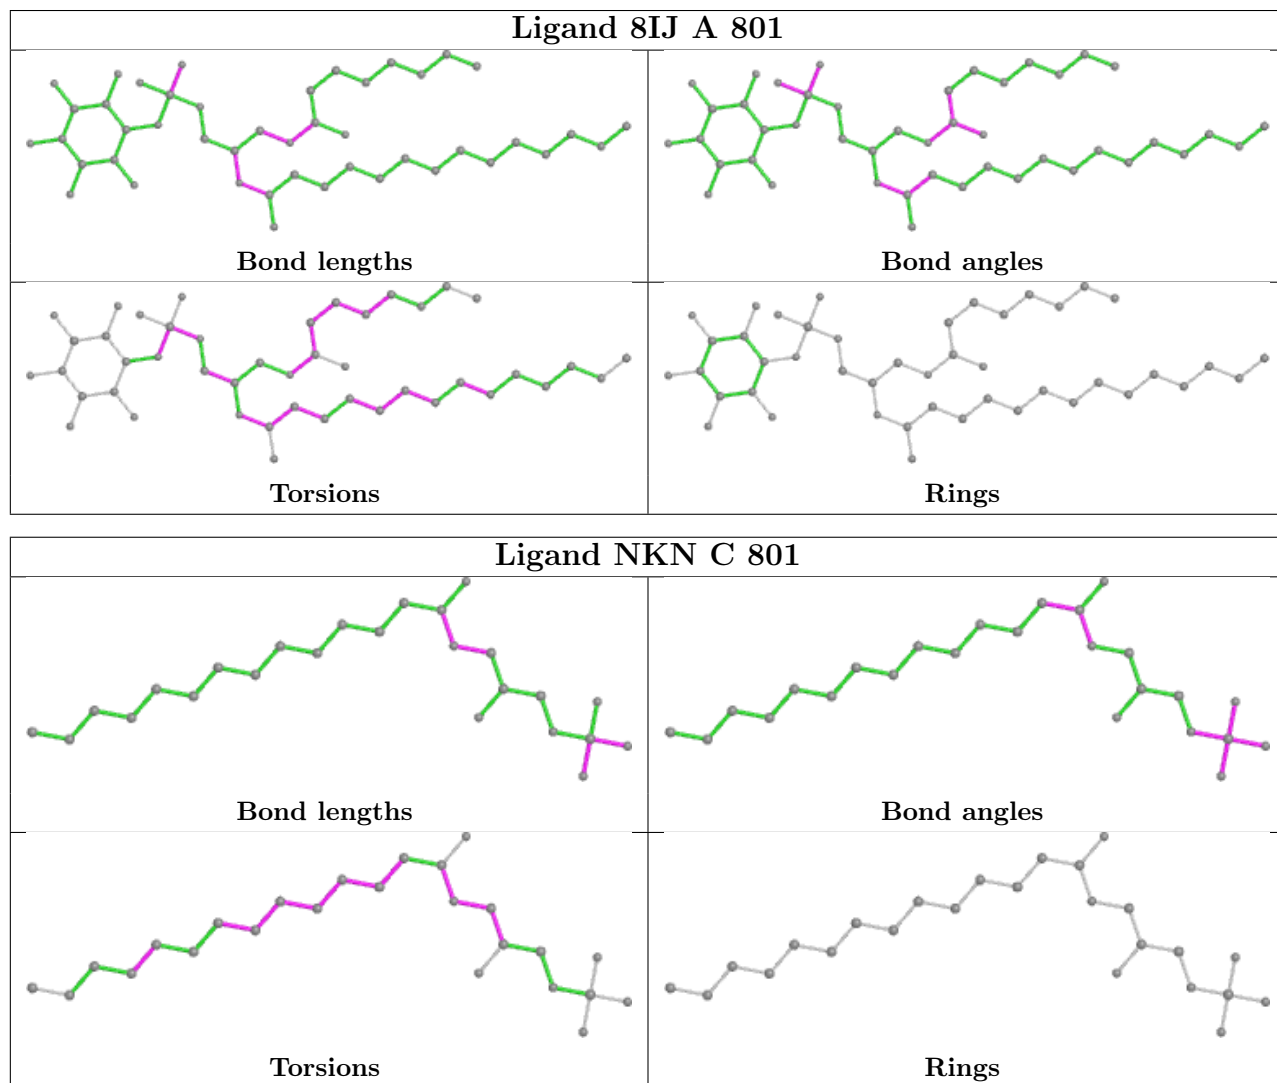 Ligand 8IJ A 801
Bond lengths
Bond angles
Torsions
Rings
Ligand NKN C 801
Bond lengths
Bond angles
Torsions
Rings